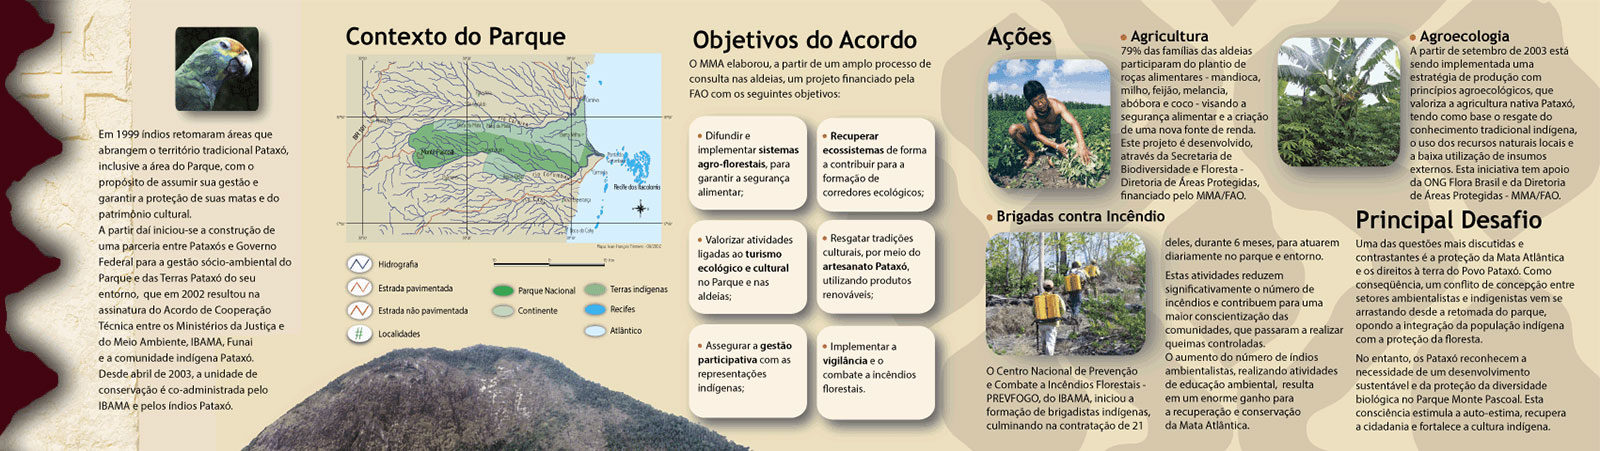 Em 1999 índios retomaram áreas que
abrangem o território tradicional Pataxó,
inclusive a área do Parque, com o
propósito de assumir sua gestão e
garantir a proteção de suas matas e do
patrimônio cultural.
A partir daí iniciou-se a construção de
uma parceria entre Pataxós e Governo
Federal para a gestão sócio-ambiental do
Parque e das Terras Pataxó do seu
entorno, que em 2002 resultou na
assinatura do Acordo de Cooperação
Técnica entre os Ministérios da Justiça e
do Meio Ambiente, IBAMA, Funai
e a comunidade indígena Pataxó.
Desde abril de 2003, a unidade de
conservação é co-administrada pelo
IBAMA e pelos índios Pataxó.
Contexto do Parque
Monte Pascoal
Recife dos Itacolomis
Hidrografia
Estrada pavimentada
Estrada não pavimentada
# Localidades
Parque Nacional
Continente
Terras indígenas
Recifes
Atlântico
Objetivos do Acordo
O MMA elaborou, a partir de um amplo processo de
consulta nas aldeias, um projeto financiado pela
FAO com os seguintes objetivos:
• Difundir e
implementar sistemas
agro-florestais, para
garantir a segurança
alimentar;
• Recuperar
ecossistemas de forma
a contribuir para a
formação de
corredores ecológicos;
• Valorizar atividades
ligadas ao turismo
ecológico e cultural
no Parque e nas
aldeias;
• Resgatar tradições
culturais, por meio do
artesanato Pataxó,
utilizando produtos
renováveis;
• Assegurar a gestão
participativa com as
representações
indígenas;
• Implementar a
vigilância e o
combate a incêndios
florestais.
Ações
• Agricultura
79% das famílias das aldeias
participaram do plantio de
roças alimentares - mandioca,
milho, feijão, melancia,
abóbora e coco - visando a
segurança alimentar e a criação
de uma nova fonte de renda.
Este projeto é desenvolvido,
através da Secretaria de
Biodiversidade e Floresta -
Diretoria de Áreas Protegidas,
financiado pelo MMA/FAO.
• Agroecologia
A partir de setembro de 2003 está
sendo implementada uma
estratégia de produção com
princípios agroecológicos, que
valoriza a agricultura nativa Pataxó,
tendo como base o resgate do
conhecimento tradicional indígena,
o uso dos recursos naturais locais e
a baixa utilização de insumos
externos. Esta iniciativa tem apoio
da ONG Flora Brasil e da Diretoria
de Áreas Protegidas - MMA/FAO.
• Brigadas contra Incêndio
O Centro Nacional de Prevenção
e Combate a Incêndios Florestais -
PREVFOGO, do IBAMA, iniciou a
formação de brigadistas indígenas,
culminando na contratação de 21
deles, durante 6 meses, para atuarem
diariamente no parque e entorno.
Estas atividades reduzem
significativamente o número de
incêndios e contribuem para uma
maior conscientização das
comunidades, que passaram a realizar
queimas controladas.
O aumento do número de índios
ambientalistas, realizando atividades
de educação ambiental, resulta
em um enorme ganho para
a recuperação e conservação
da Mata Atlântica.
Principal Desafio
Uma das questões mais discutidas e
contrastantes é a proteção da Mata Atlântica
e os direitos à terra do Povo Pataxó. Como
conseqüência, um conflito de concepção entre
setores ambientalistas e indigenistas vem se
arrastando desde a retomada do parque,
opondo a integração da população indígena
com a proteção da floresta.
No entanto, os Pataxó reconhecem a
necessidade de um desenvolvimento
sustentável e da proteção da diversidade
biológica no Parque Monte Pascoal. Esta
consciência estimula a auto-estima, recupera
a cidadania e fortalece a cultura indígena.